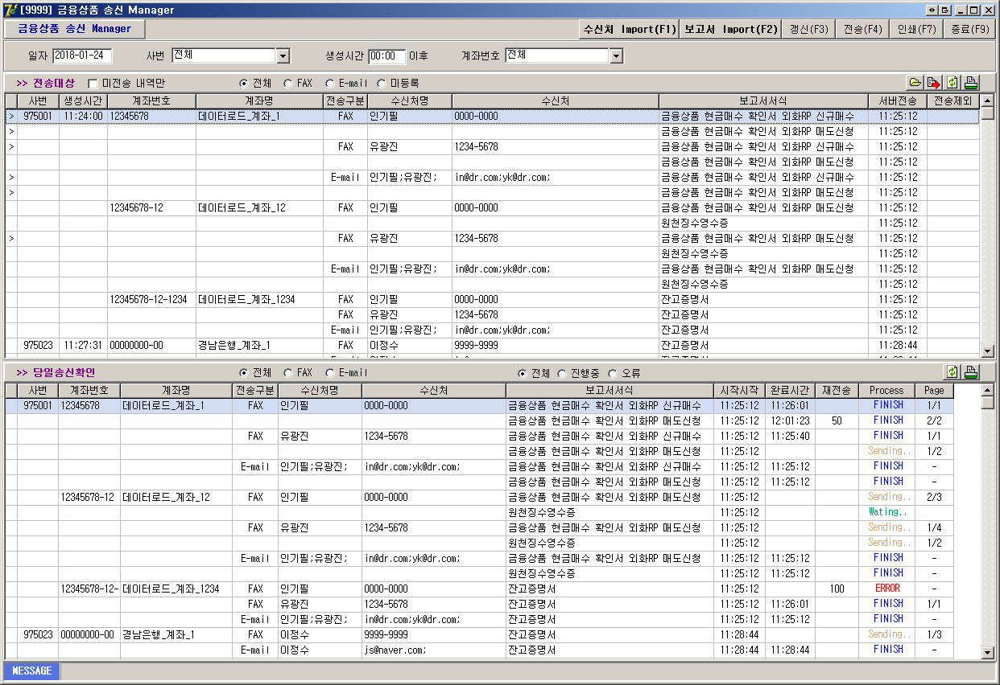 [9999] 금융상품 송신 Manager
금융상품 송신 Manager 수신처 Import(F1) 보고서 Import(F2) 갱신(F3) 전송(F4) 인쇄(F7) 종료(F9)
일자 2018-01-24 사번 전체 생성시간 00:00 이후 계좌번호 전체
>> 전송대상 미전송 내역만 전체 FAX E-mail 미등록
사번 생성시간 계좌번호 계좌명 전송구분 수신처명 수신처 보고서서식 서버전송 전송제외
> 975001 11:24:00 12345678 데이터로드_계좌_1 FAX 인기필 0000-0000 금융상품 현금매수 확인서 외화RP 신규매수 11:25:12
> 금융상품 현금매수 확인서 외화RP 매도신청 11:25:12
> FAX 유광진 1234-5678 금융상품 현금매수 확인서 외화RP 신규매수 11:25:12
금융상품 현금매수 확인서 외화RP 매도신청 11:25:12
> E-mail 인기필;유광진; in@dr.com;yk@dr.com; 금융상품 현금매수 확인서 외화RP 신규매수 11:25:12
> 금융상품 현금매수 확인서 외화RP 매도신청 11:25:12
12345678-12 데이터로드_계좌_12 FAX 인기필 0000-0000 금융상품 현금매수 확인서 외화RP 매도신청 11:25:12
원천징수영수증 11:25:12
> FAX 유광진 1234-5678 금융상품 현금매수 확인서 외화RP 매도신청 11:25:12
원천징수영수증 11:25:12
E-mail 인기필;유광진; in@dr.com;yk@dr.com; 금융상품 현금매수 확인서 외화RP 매도신청 11:25:12
원천징수영수증 11:25:12
12345678-12-1234 데이터로드_계좌_1234 FAX 인기필 0000-0000 잔고증명서 11:25:12
FAX 유광진 1234-5678 잔고증명서 11:25:12
E-mail 인기필;유광진; in@dr.com;yk@dr.com; 잔고증명서 11:25:12
975023 11:27:31 00000000-00 경남은행_계좌_1 FAX 이정수 9999-9999 잔고증명서 11:28:44
>> 당일송신확인 전체 FAX E-mail 전체 진행중 오류
사번 계좌번호 계좌명 전송구분 수신처명 수신처 보고서서식 시작시작 완료시간 재전송 Process Page
975001 12345678 데이터로드_계좌_1 FAX 인기필 0000-0000 금융상품 현금매수 확인서 외화RP 신규매수 11:25:12 11:26:01 FINISH 1/1
금융상품 현금매수 확인서 외화RP 매도신청 11:25:12 12:01:23 50 FINISH 2/2
FAX 유광진 1234-5678 금융상품 현금매수 확인서 외화RP 신규매수 11:25:12 11:25:40 FINISH 1/1
금융상품 현금매수 확인서 외화RP 매도신청 11:25:12 Sending.. 1/2
E-mail 인기필;유광진; in@dr.com;yk@dr.com; 금융상품 현금매수 확인서 외화RP 신규매수 11:25:12 11:25:12 FINISH -
금융상품 현금매수 확인서 외화RP 매도신청 11:25:12 11:25:12 FINISH -
12345678-12 데이터로드_계좌_12 FAX 인기필 0000-0000 금융상품 현금매수 확인서 외화RP 매도신청 11:25:12 Sending.. 2/3
원천징수영수증 11:25:12 Wating..
FAX 유광진 1234-5678 금융상품 현금매수 확인서 외화RP 매도신청 11:25:12 Sending.. 1/4
원천징수영수증 11:25:12 Sending.. 1/2
E-mail 인기필;유광진; in@dr.com;yk@dr.com; 금융상품 현금매수 확인서 외화RP 매도신청 11:25:12 11:25:12 FINISH -
원천징수영수증 11:25:12 11:25:12 FINISH -
12345678-12- 데이터로드_계좌_1234 FAX 인기필 0000-0000 잔고증명서 11:25:12 100 ERROR -
FAX 유광진 1234-5678 잔고증명서 11:25:12 11:26:01 FINISH 1/1
E-mail 인기필;유광진; in@dr.com;yk@dr.com; 잔고증명서 11:25:12 11:25:12 FINISH -
975023 00000000-00 경남은행_계좌_1 FAX 이정수 9999-9999 잔고증명서 11:28:44 Sending.. 1/3
E-mail 이정수 js@naver.com; 잔고증명서 11:28:44 11:28:44 FINISH -
MESSAGE